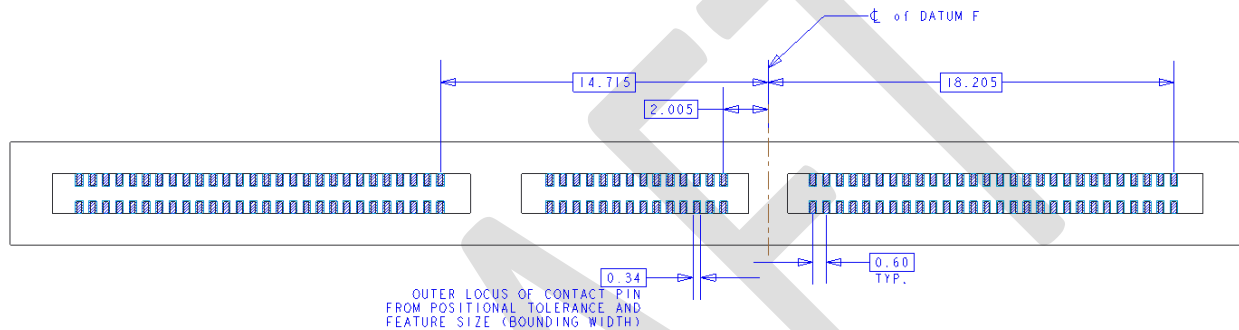 ℄ of DATUM F
14.715
18.205
2.005
0.34
0.60
TYP.
OUTER LOCUS OF CONTACT PIN
FROM POSITIONAL TOLERANCE AND
FEATURE SIZE (BOUNDING WIDTH)